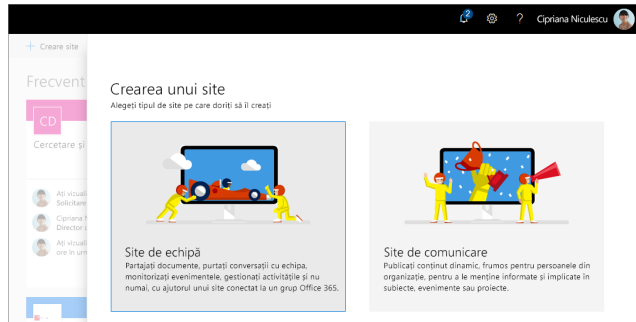 2
?
Cipriana Niculescu
+ Creare site
Frecvent
CD
Cercetare și
Ați vizuali
Solicitare
Cipriana N
Director
Ați vizuali
ore în urm
Crearea unui site
Alegeți tipul de site pe care doriți să îl creați
Site de echipă
Partajați documente, purtați conversații cu echipa,
monitorizați evenimentele, gestionați activitățile și nu
numai, cu ajutorul unui site conectat la un grup Office 365.
Site de comunicare
Publicați conținut dinamic, frumos pentru persoanele din
organizație, pentru a le menține informate și implicate în
subiecte, evenimente sau proiecte.